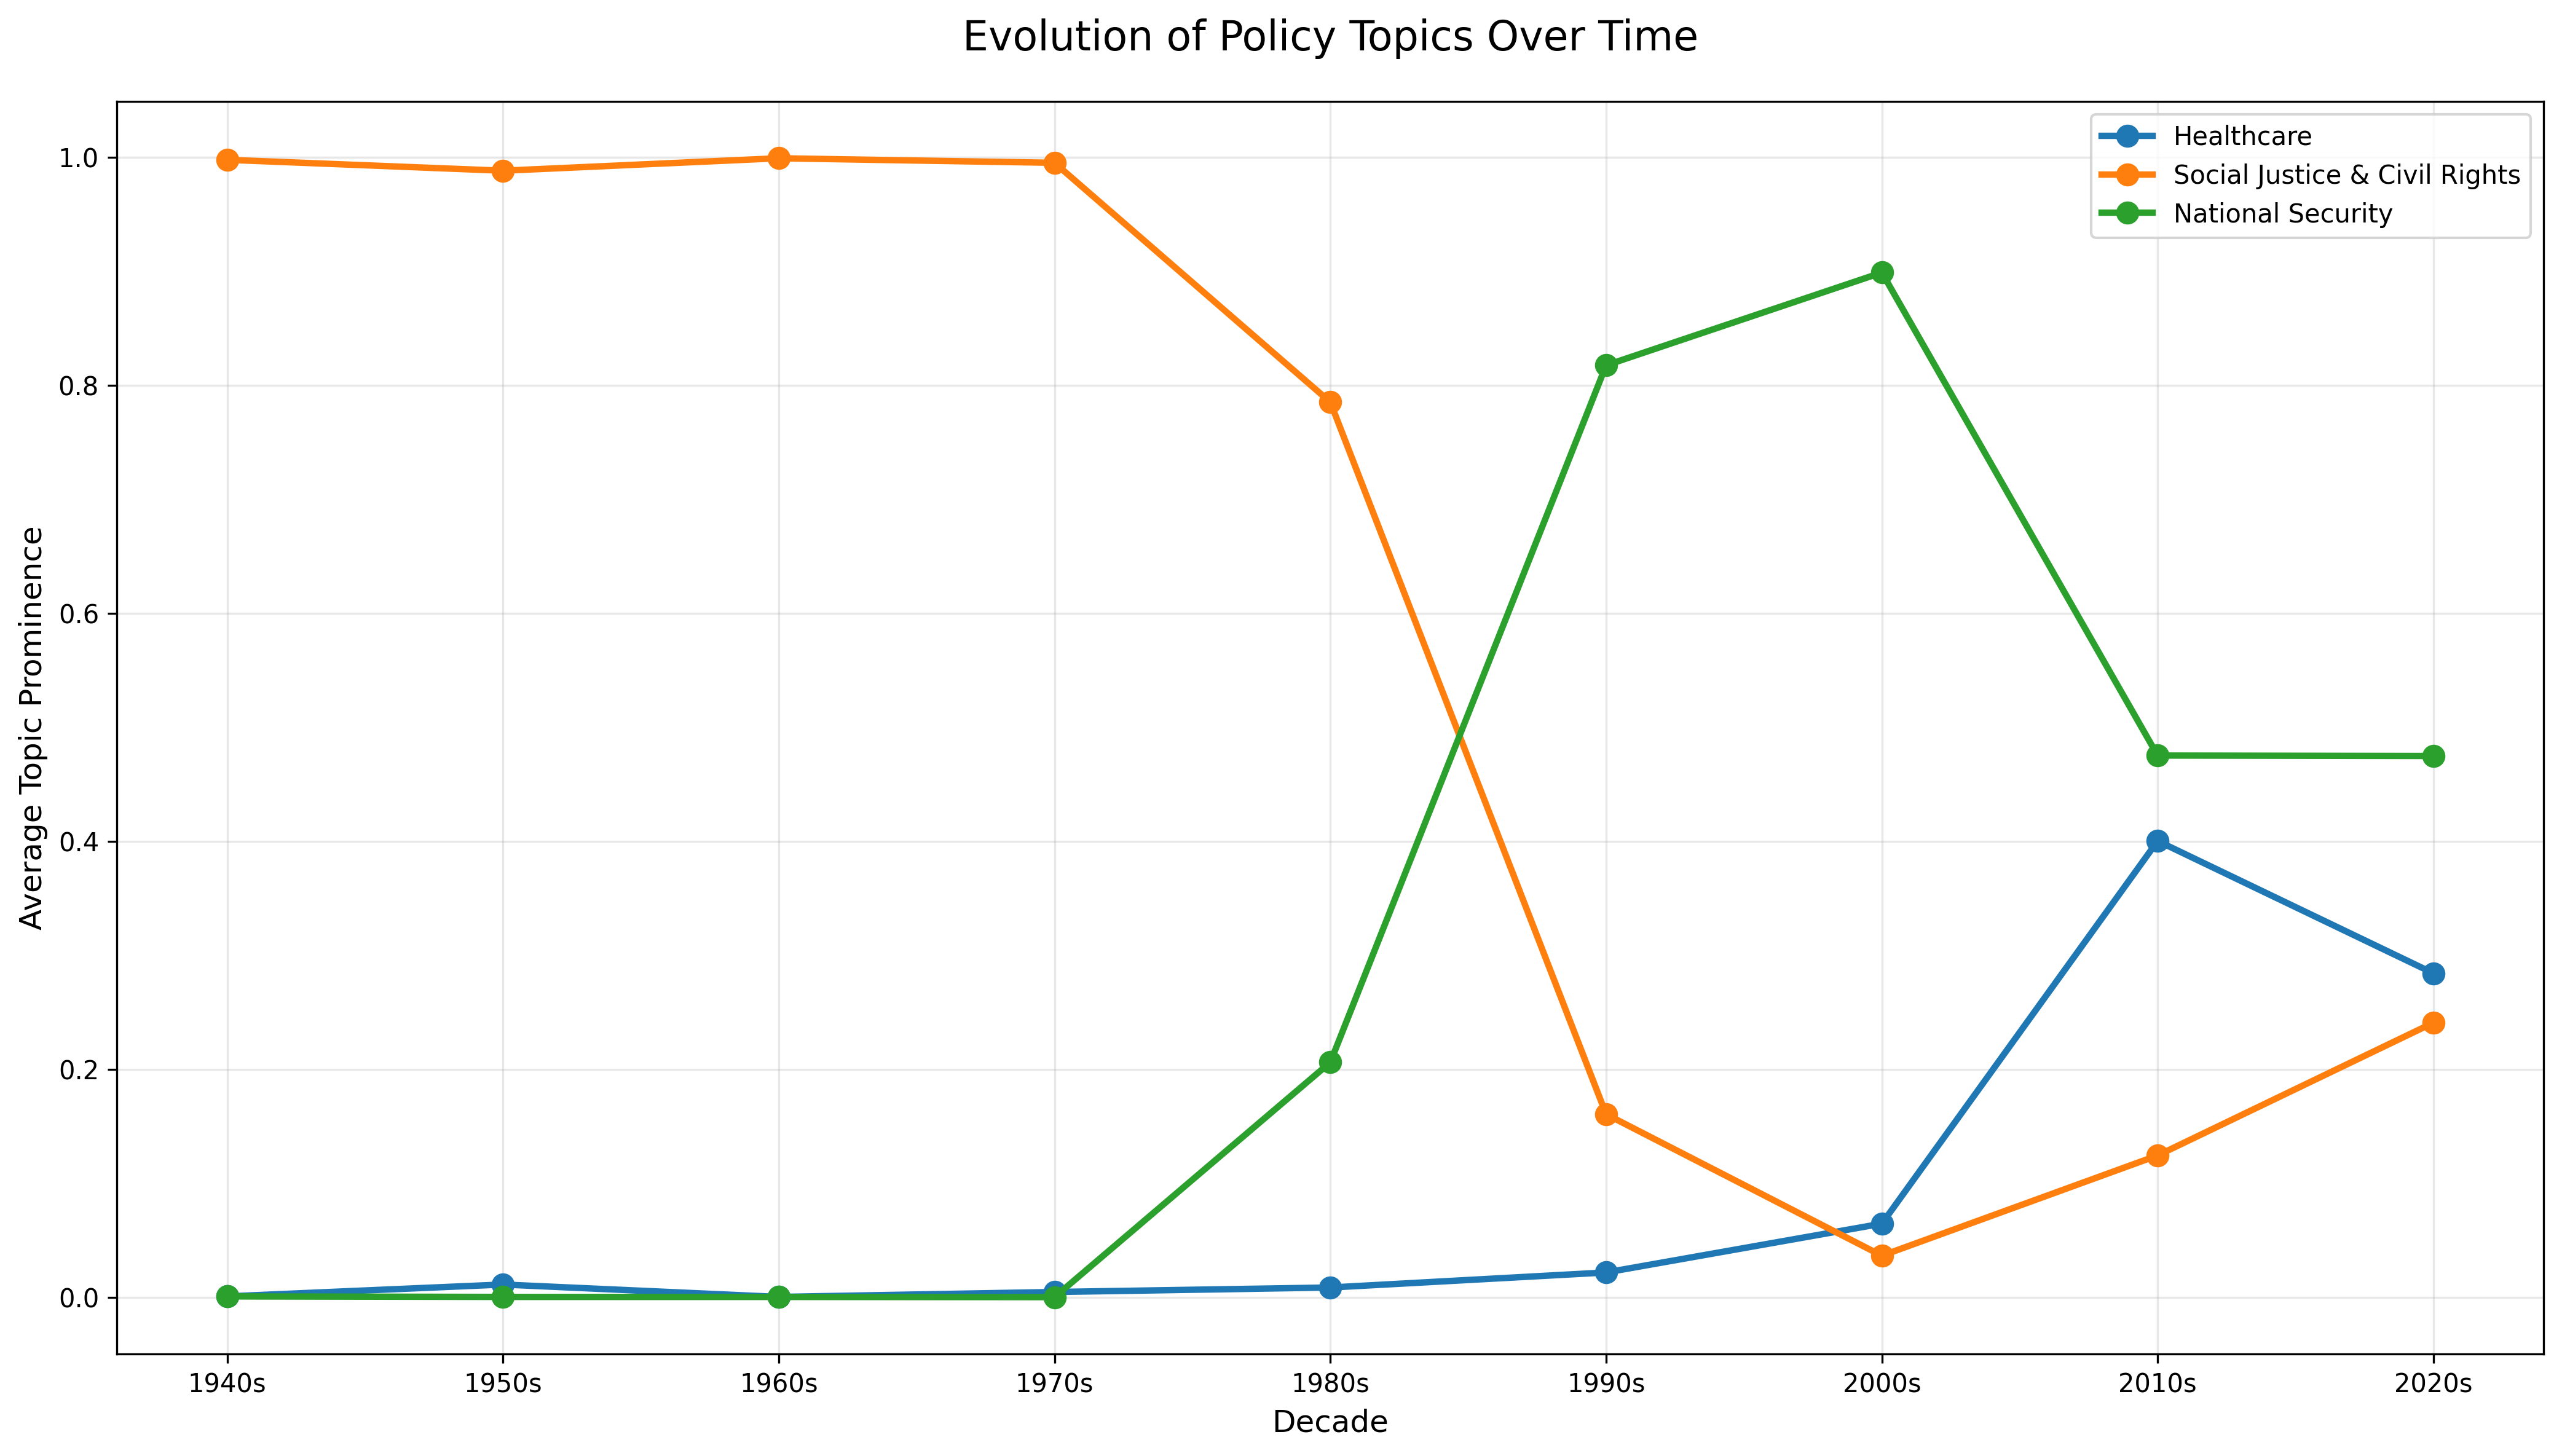 Evolution of Policy Topics Over Time
Healthcare
Social Justice & Civil Rights
National Security
Average Topic Prominence
1.0
0.8
0.6
0.4
0.2
0.0
1940s 1950s 1960s 1970s 1980s 1990s 2000s 2010s 2020s
Decade